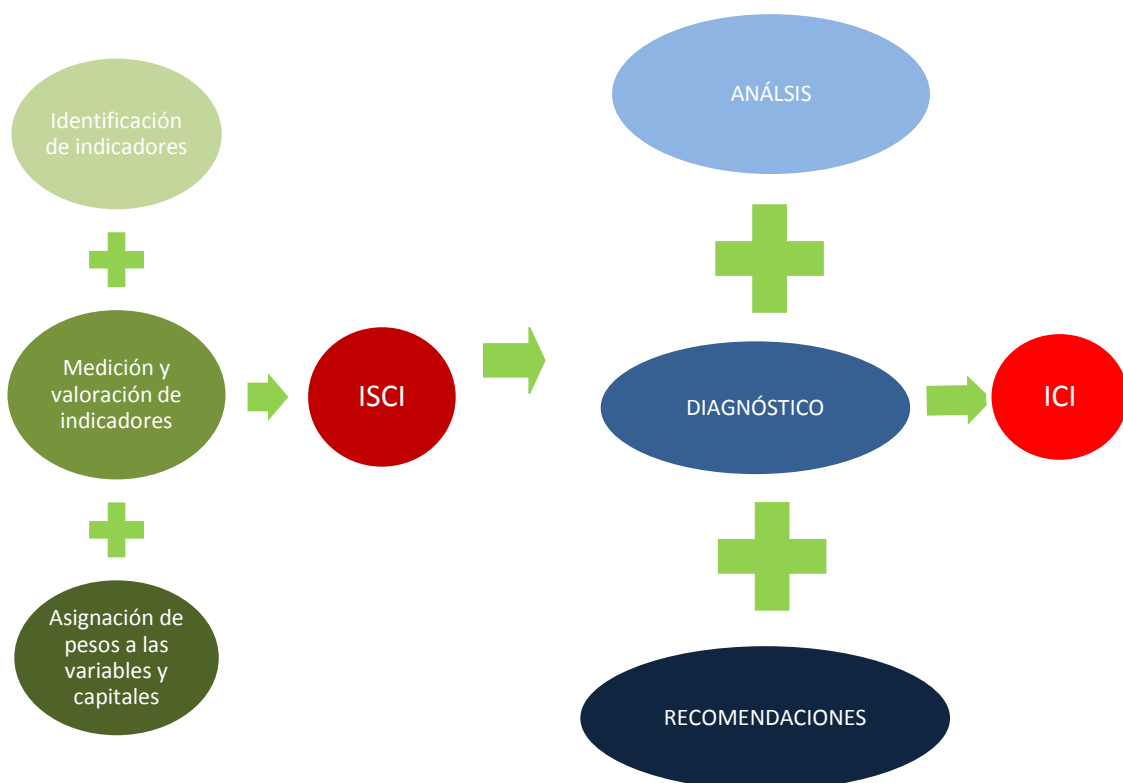 Identificación
de indicadores
Medición y
valoración de
indicadores
Asignación de
pesos a las
variables y
capitales
ISCI
ANÁLSIS
DIAGNÓSTICO
RECOMENDACIONES
ICI